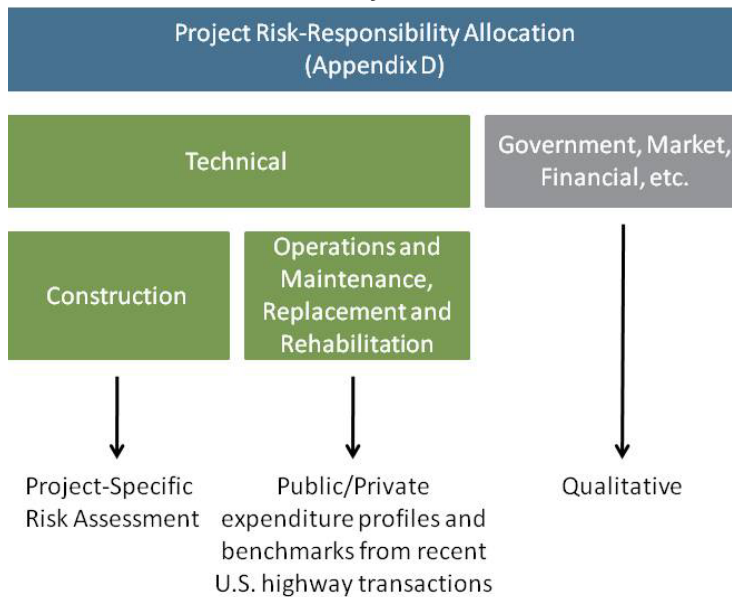 Project Risk-Responsibility Allocation
(Appendix D)
Technical
Government, Market,
Financial, etc.
Construction
Operations and
Maintenance,
Replacement and
Rehabilitation
Project-Specific
Risk Assessment
Public/Private
expenditure profiles and
benchmarks from recent
U.S. highway transactions
Qualitative